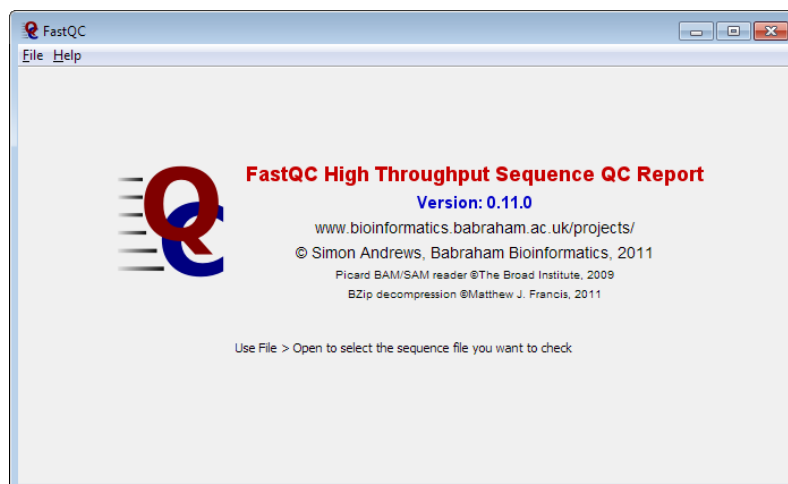 FastQC
File Help
QC
FastQC High Throughput Sequence QC Report
Version: 0.11.0
www.bioinformatics.babraham.ac.uk/projects/
© Simon Andrews, Babraham Bioinformatics, 2011
Picard BAM/SAM reader ©The Broad Institute, 2009
BZip decompression ©Matthew J. Francis, 2011
Use File > Open to select the sequence file you want to check